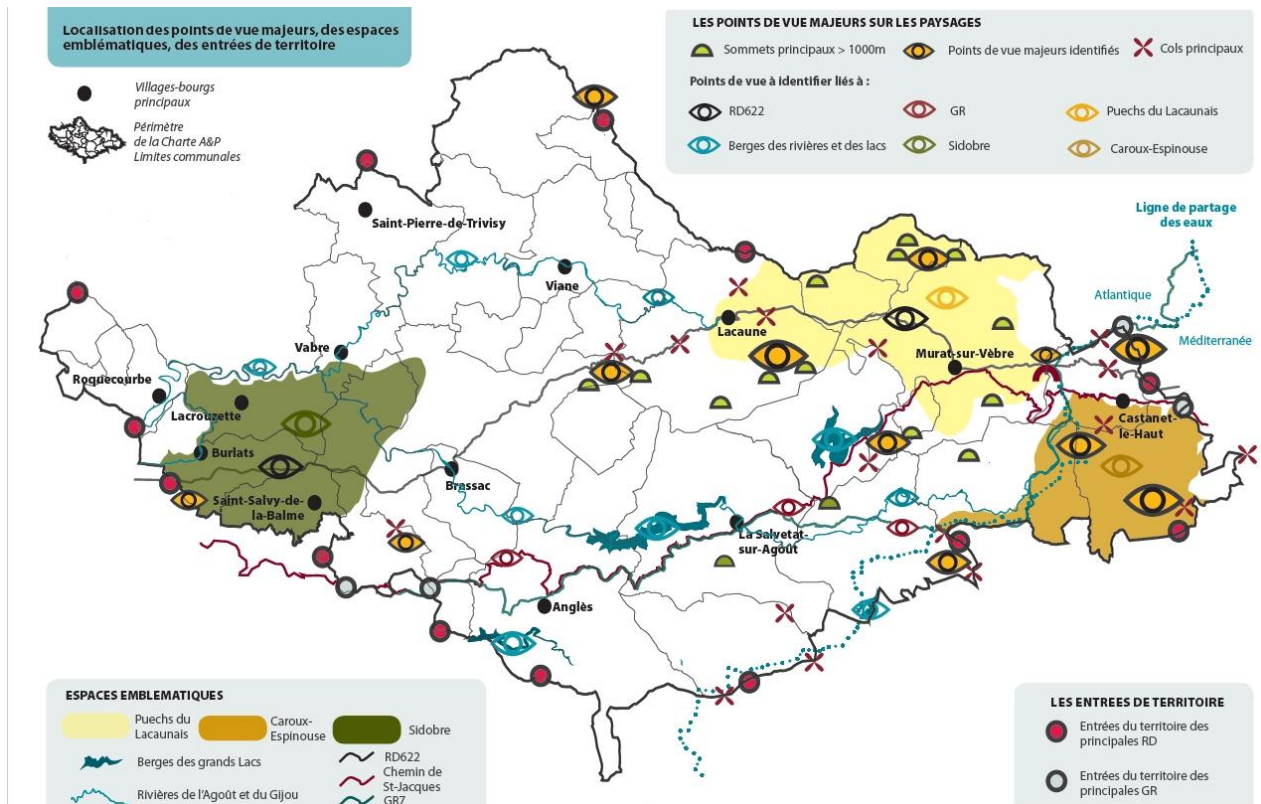 Localisation des points de vue majeurs, des espaces
emblématiques, des entrées de territoire
Villages-bourgs
principaux
Périmètre
de la Charte A&P
Limites communales
LES POINTS DE VUE MAJEURS SUR LES PAYSAGES
Sommets principaux > 1000m
Points de vue majeurs identifiés
Cols principaux
Points de vue à identifier liés à :
RD622
GR
Puechs du Lacaunais
Berges des rivières et des lacs
Sidobre
Caroux-Espinouse
Ligne de partage
des eaux
Atlantique
Méditerranée
Saint-Pierre-de-Trivisy
Viane
Lacaune
Vabre
Murat-sur-Vèbre
Roquecourbe
Lacrouzette
Castanet-
le-Haut
Burlats
Brassac
Saint-Salvy-de-
la-Balme
La Salvetat-
sur-Agoût
Anglès
ESPACES EMBLEMATIQUES
Puechs du
Lacaunais
Caroux-
Espinouse
Sidobre
Berges des grands Lacs
Rivières de l'Agoût et du Gijou
RD622
Chemin de
St-Jacques
GR7
LES ENTREES DE TERRITOIRE
Entrées du territoire des
principales RD
Entrées du territoire des
principales GR